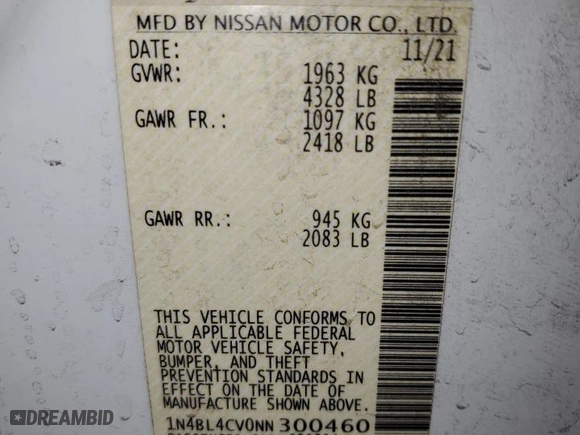 MFD BY NISSAN MOTOR CO., LTD.
DATE: 11/21
GVWR: 1963 KG
4328 LB
GAWR FR.: 1097 KG
2418 LB
GAWR RR.: 945 KG
2083 LB
THIS VEHICLE CONFORMS TO
ALL APPLICABLE FEDERAL
MOTOR VEHICLE SAFETY,
BUMPER, AND THEFT
PREVENTION STANDARDS IN
EFFECT ON THE DATE OF
MANUFACTURE SHOWN ABOVE.
1N4BL4CV0NN300460
DREAMBID